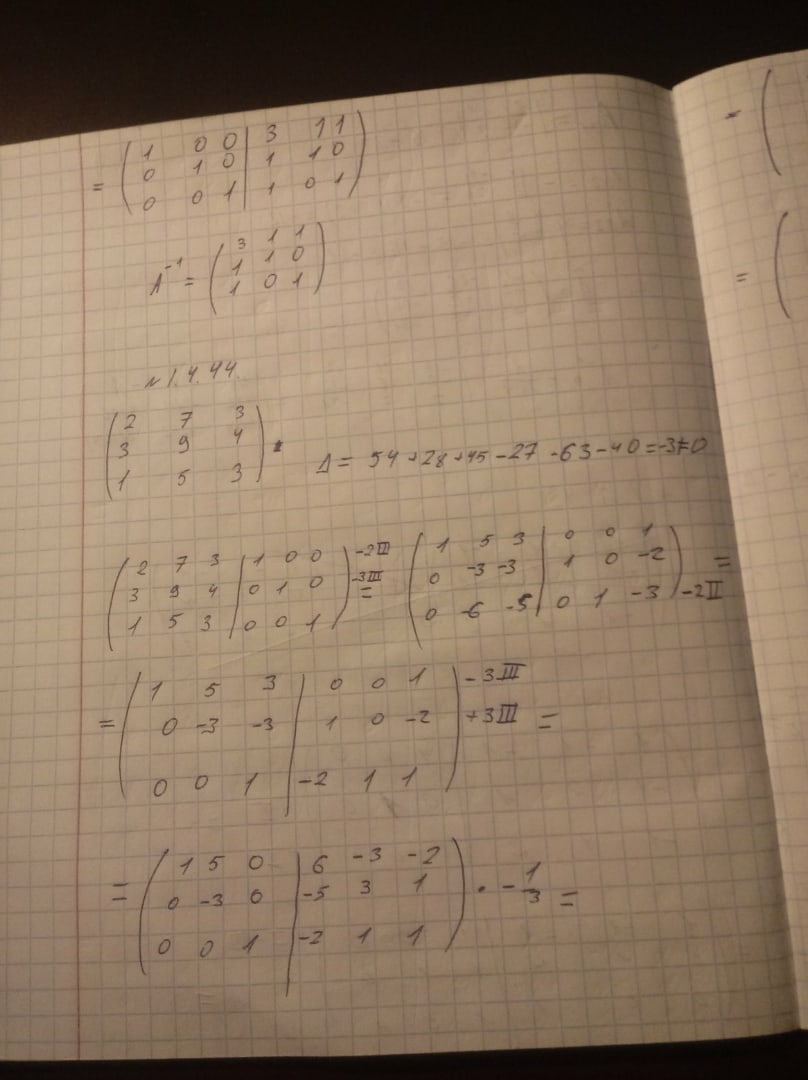 = ( 1 0 0 | 3 1 1 )
0 1 0 | 1 1 0
0 0 1 | 1 0 1
A⁻¹ = ( 3 1 1 )
1 1 0
1 0 1
№ 1.4.44.
( 2 7 3 )
3 9 4
1 5 3
Δ = 54+28+45-27-63-40=-3≠0
( 2 7 3 | 1 0 0 ) -2III ( 1 5 3 | 0 0 1 )
3 9 4 | 0 1 0 -3III = 0 -3 -3 | 1 0 -2 =
1 5 3 | 0 0 1 0 -6 -5 | 0 1 -3 -2II
= ( 1 5 3 | 0 0 1 ) -3III
0 -3 -3 | 1 0 -2 +3III =
0 0 1 | -2 1 1
= ( 1 5 0 | 6 -3 -2 )
0 -3 0 | -5 3 1 · -1/3 =
0 0 1 | -2 1 1
= (
= (